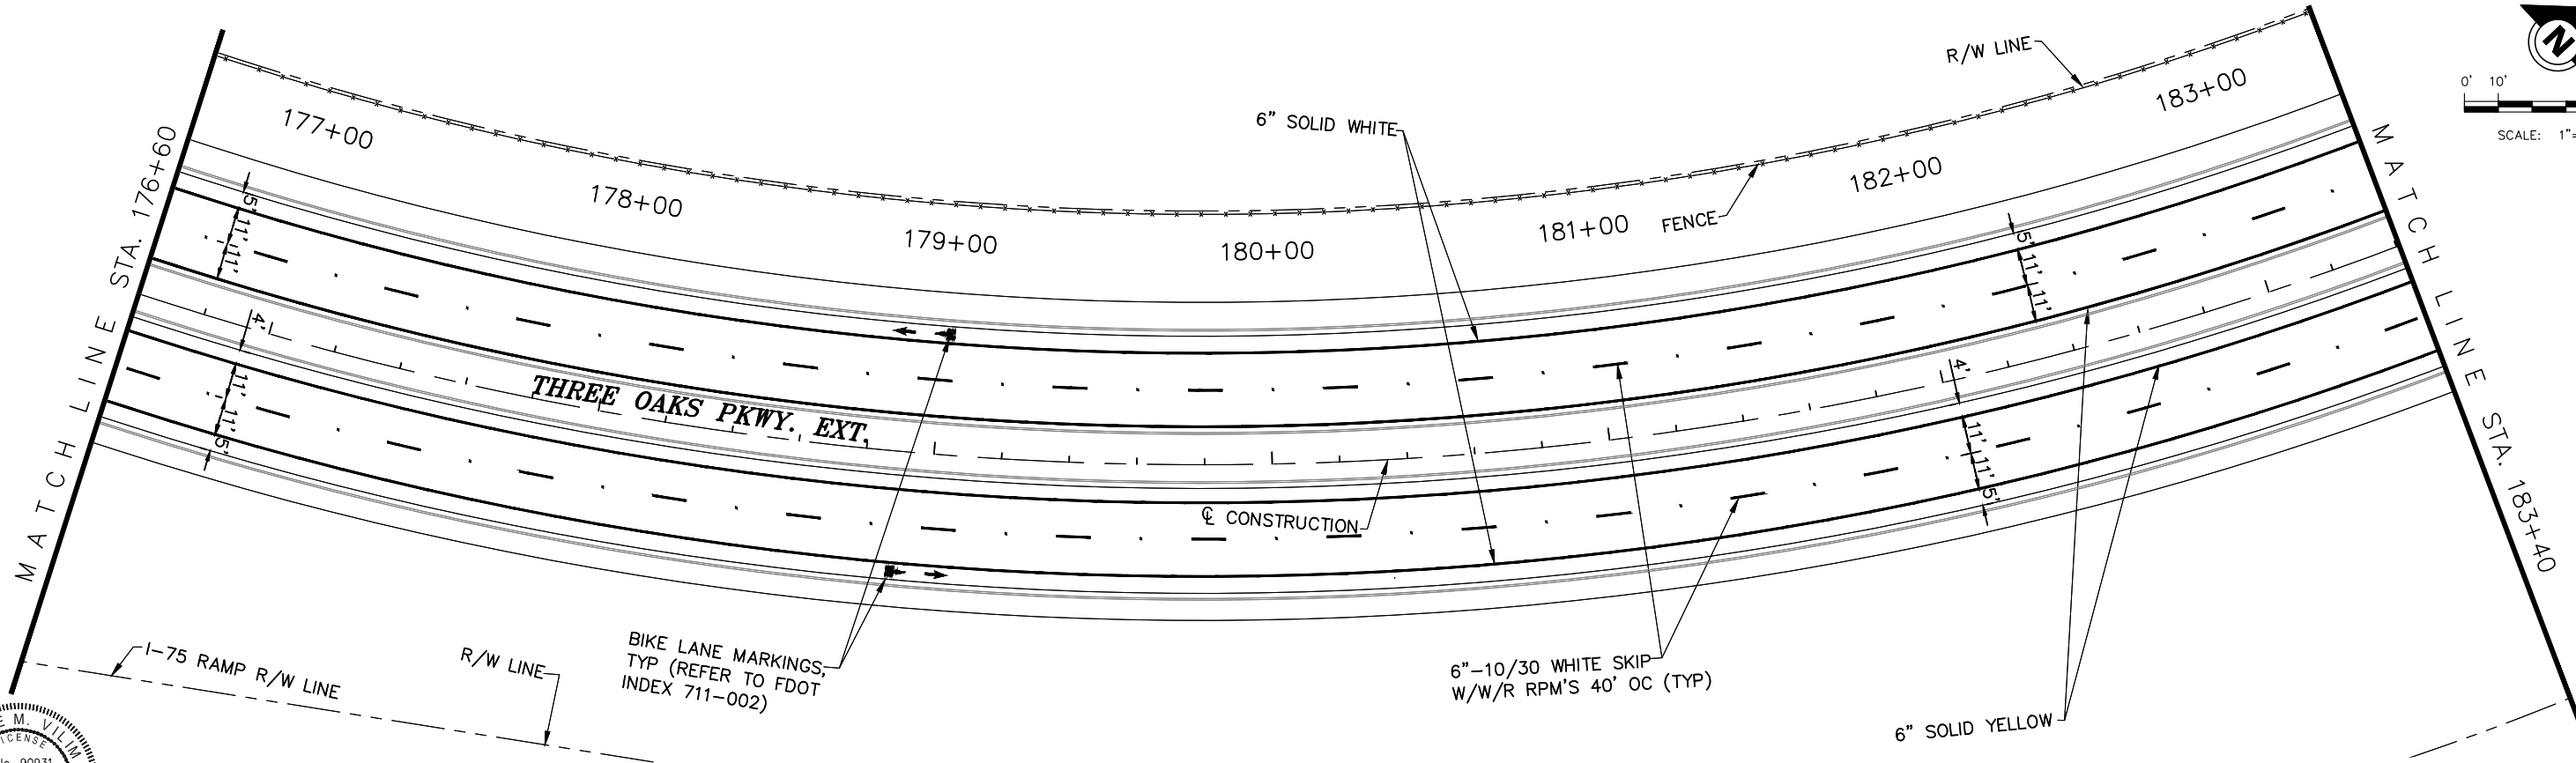 R/W LINE
N
0' 10'
SCALE: 1"=
177+00
178+00
179+00
180+00
181+00
182+00
183+00
6" SOLID WHITE
FENCE
MATCH LINE STA. 176+60
MATCH LINE STA. 183+40
5'
11'
11'
4'
11'
11'
5'
5'
11'
11'
4'
11'
11'
5'
THREE OAKS PKWY. EXT.
℄ CONSTRUCTION
I-75 RAMP R/W LINE
R/W LINE
BIKE LANE MARKINGS,
TYP (REFER TO FDOT
INDEX 711-002)
6"-10/30 WHITE SKIP
W/W/R RPM'S 40' OC (TYP)
6" SOLID YELLOW
E M. VILIM
ICENSE
No. 90931